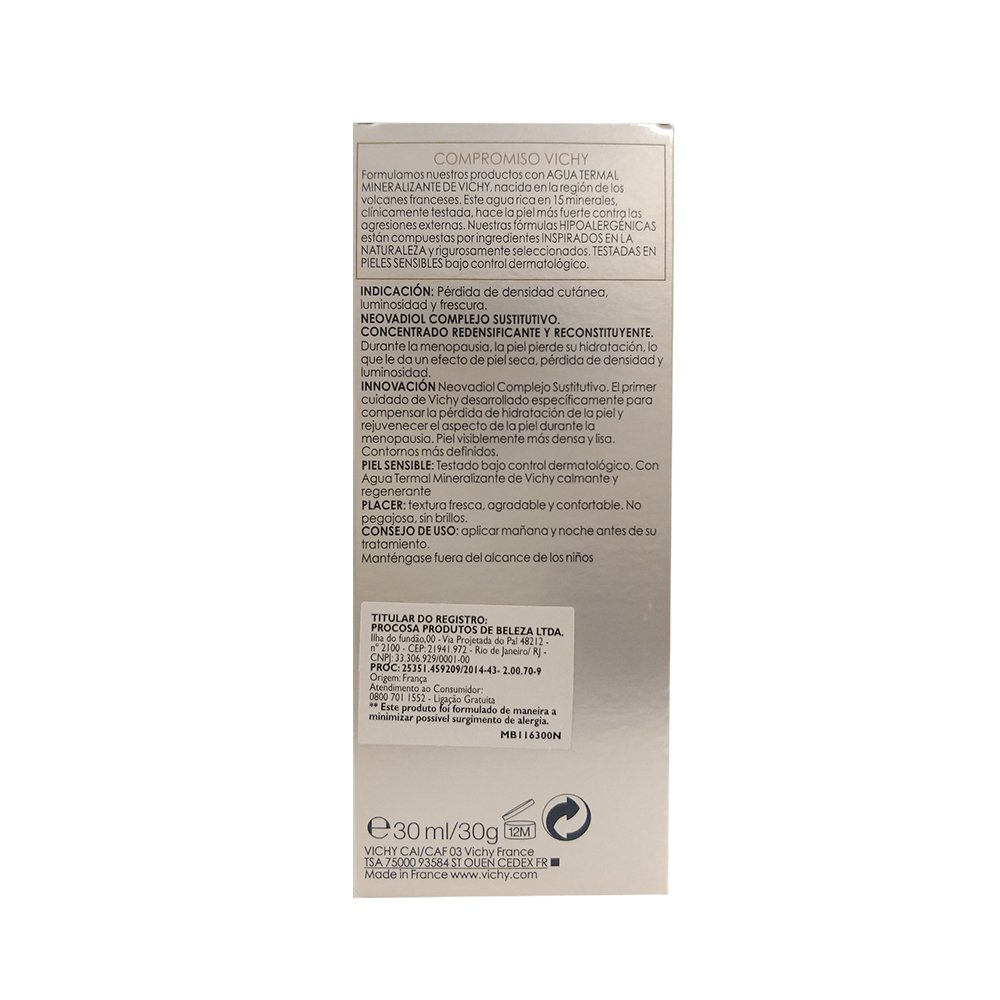 COMPROMISO VICHY
Formulamos nuestros productos con AGUA TERMAL
MINERALIZANTE DE VICHY, nacida en la región de los
volcanes franceses. Este agua rica en 15 minerales,
clínicamente testada, hace la piel más fuerte contra las
agresiones externas. Nuestras fórmulas HIPOALERGÉNICAS
están compuestas por ingredientes INSPIRADOS EN LA
NATURALEZA y rigurosamente seleccionados. TESTADAS EN
PIELES SENSIBLES bajo control dermatológico.
INDICACIÓN: Pérdida de densidad cutánea,
luminosidad y frescura.
NEOVADIOL COMPLEJO SUSTITUTIVO.
CONCENTRADO REDENSIFICANTE Y RECONSTITUYENTE.
Durante la menopausia, la piel pierde su hidratación, lo
que le da un efecto de piel seca, pérdida de densidad y
luminosidad.
INNOVACIÓN Neovadiol Complejo Sustitutivo. El primer
cuidado de Vichy desarrollado específicamente para
compensar la pérdida de hidratación de la piel y
rejuvenecer el aspecto de la piel durante la
menopausia. Piel visiblemente más densa y lisa.
Contornos más definidos.
PIEL SENSIBLE: Testado bajo control dermatológico. Con
Agua Termal Mineralizante de Vichy calmante y
regenerante
PLACER: textura fresca, agradable y confortable. No
pegajosa, sin brillos.
CONSEJO DE USO: aplicar mañana y noche antes de su
tratamiento.
Manténgase fuera del alcance de los niños
TITULAR DO REGISTRO:
PROCOSA PRODUTOS DE BELEZA LTDA.
Ilha do fundão,00 - Via Projetada do Pal 48212 -
nº 2100 - CEP: 21941.972 - Rio de Janeiro/ RJ -
CNPJ: 33.306.929/0001-00
PROC: 25351.459209/2014-43- 2.00.70-9
Origem: França
Atendimento ao Consumidor:
0800 701 1552 - Ligação Gratuita
** Este produto foi formulado de maneira a
minimizar possível surgimento de alergia.
MB116300N
℮ 30 ml/30g 12M
VICHY CAI/CAF 03 Vichy France
TSA 75000 93584 ST OUEN CEDEX FR
Made in France www.vichy.com